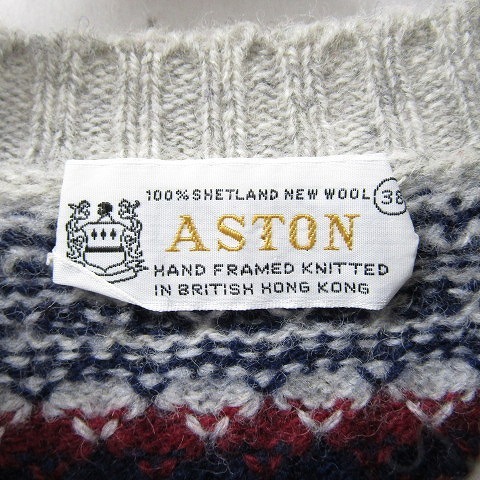 100% SHETLAND NEW WOOL 38
ASTON
HAND FRAMED KNITTED
IN BRITISH HONG KONG